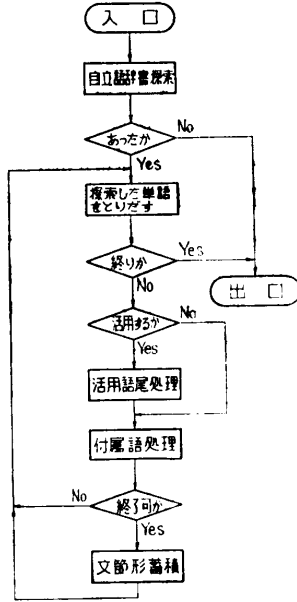 入口
自立語辞書探索
あったか
No
Yes
探索した単語
をとりだす
終りか
Yes
No
出口
活用するか
No
Yes
活用語尾処理
付属語処理
No
終了可か
Yes
文節形蓄積